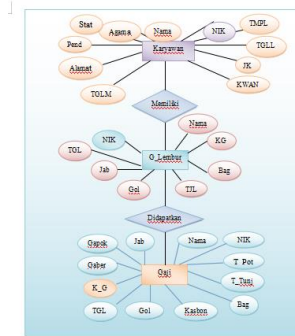 Stat
Agama
Nama
NIK
TMPL
Pend
Karyawan
TGLL
Alamat
JK
TGLM
KWAN
Memiliki
Nama
NIK
KG
TGL
G_Lembur
Jab
Bag
Gol
TJL
Didapatkan
Gapok
Jab
Nama
NIK
Gaber
T_Pot
Gaji
T_Tunj
K_G
Bag
TGL
Gol
Kasbon